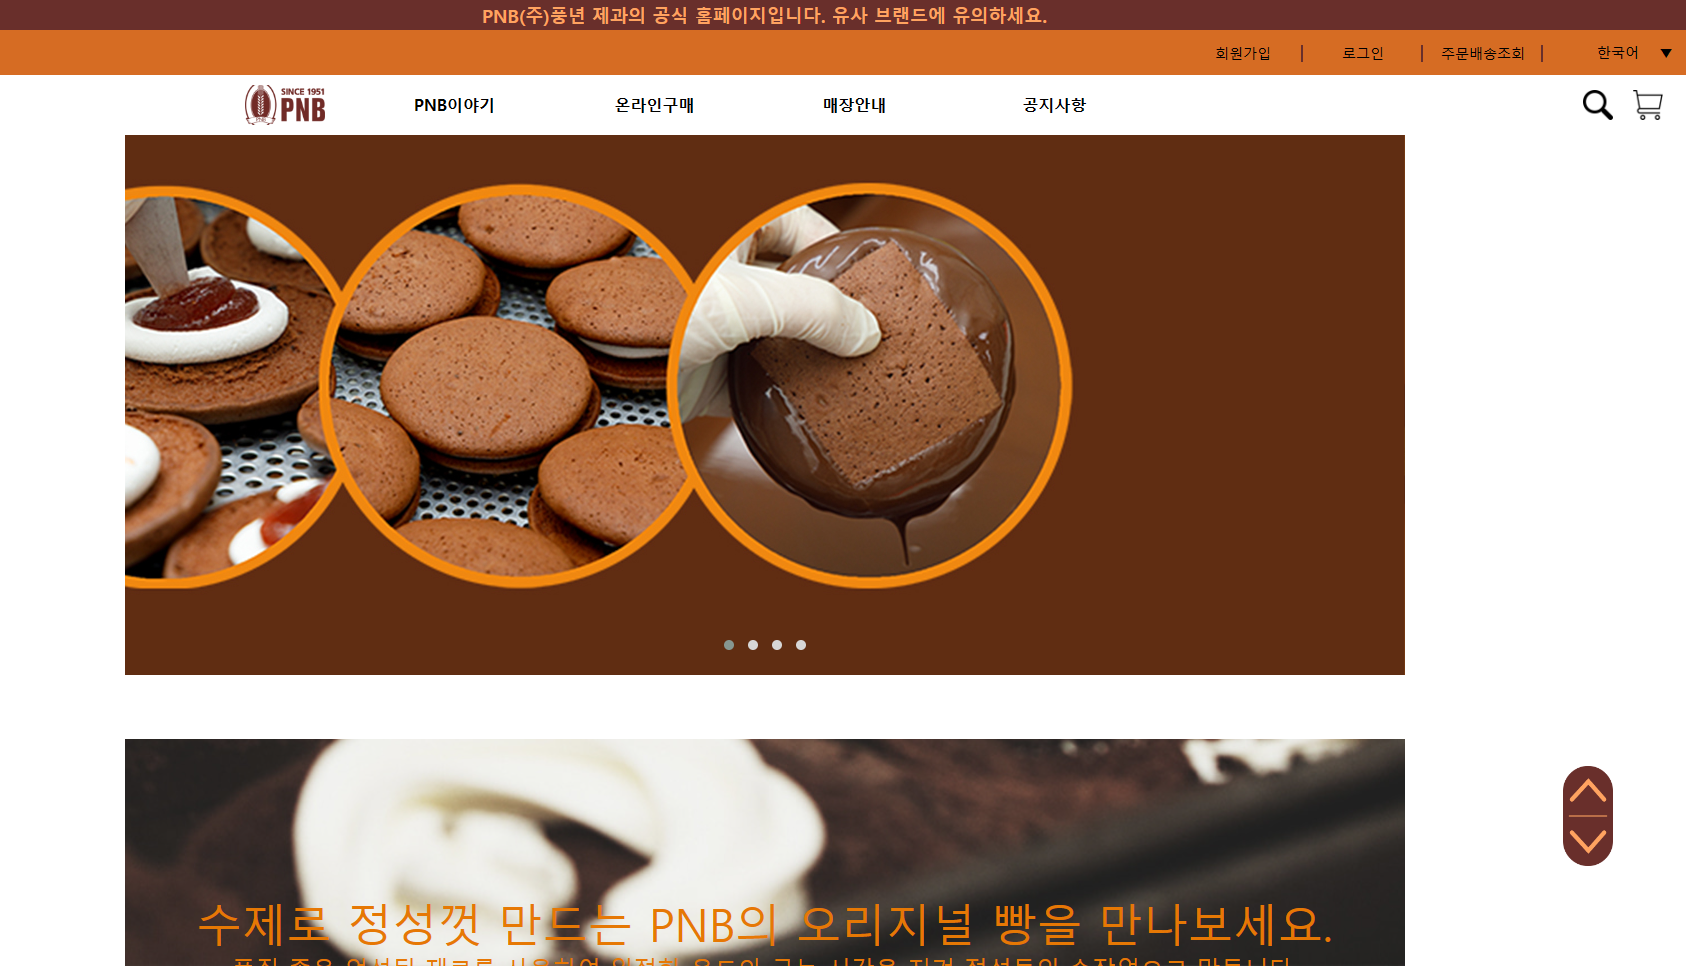 PNB(주)풍년 제과의 공식 홈페이지입니다. 유사 브랜드에 유의하세요.
회원가입 | 로그인 | 주문배송조회 | 한국어 ▼
SINCE 1951
PNB
PNB이야기 온라인구매 매장안내 공지사항
수제로 정성껏 만드는 PNB의 오리지널 빵을 만나보세요.